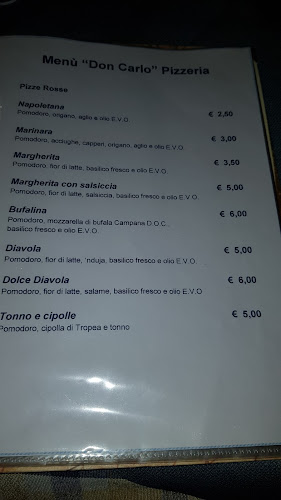 Menù "Don Carlo" Pizzeria
Pizze Rosse
Napoletana € 2,50
Pomodoro, origano, aglio e olio E.V.O.
Marinara € 3,00
Pomodoro, acciughe, capperi, origano, aglio e olio E.V.O.
Margherita € 3,50
Pomodoro, fior di latte, basilico fresco e olio E.V.O.
Margherita con salsiccia € 5,00
Pomodoro, fior di latte, salsiccia, basilico fresco e olio E.V.O.
Bufalina € 6,00
Pomodoro, mozzarella di bufala Campana D.O.C.,
basilico fresco e olio E.V.O.
Diavola € 5,00
Pomodoro, fior di latte, 'nduja, basilico fresco e olio E.V.O.
Dolce Diavola € 6,00
Pomodoro, fior di latte, salame, basilico fresco e olio E.V.O
Tonno e cipolle € 5,00
Pomodoro, cipolla di Tropea e tonno